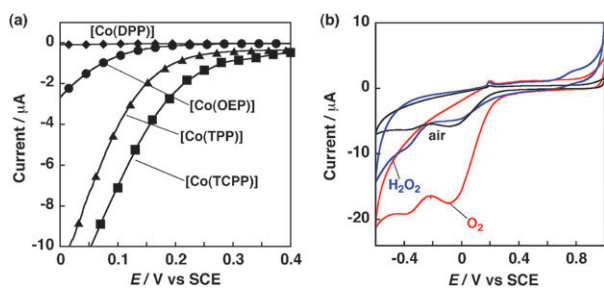 (a)
[Co(DPP)]
[Co(OEP)]
[Co(TPP)]
[Co(TCPP)]
0
-2
-4
-6
-8
-10
Current / μA
0 0.1 0.2 0.3 0.4
E / V vs SCE
(b)
10
0
-10
-20
Current / μA
air
H₂O₂
O₂
-0.4 0 0.4 0.8
E / V vs SCE